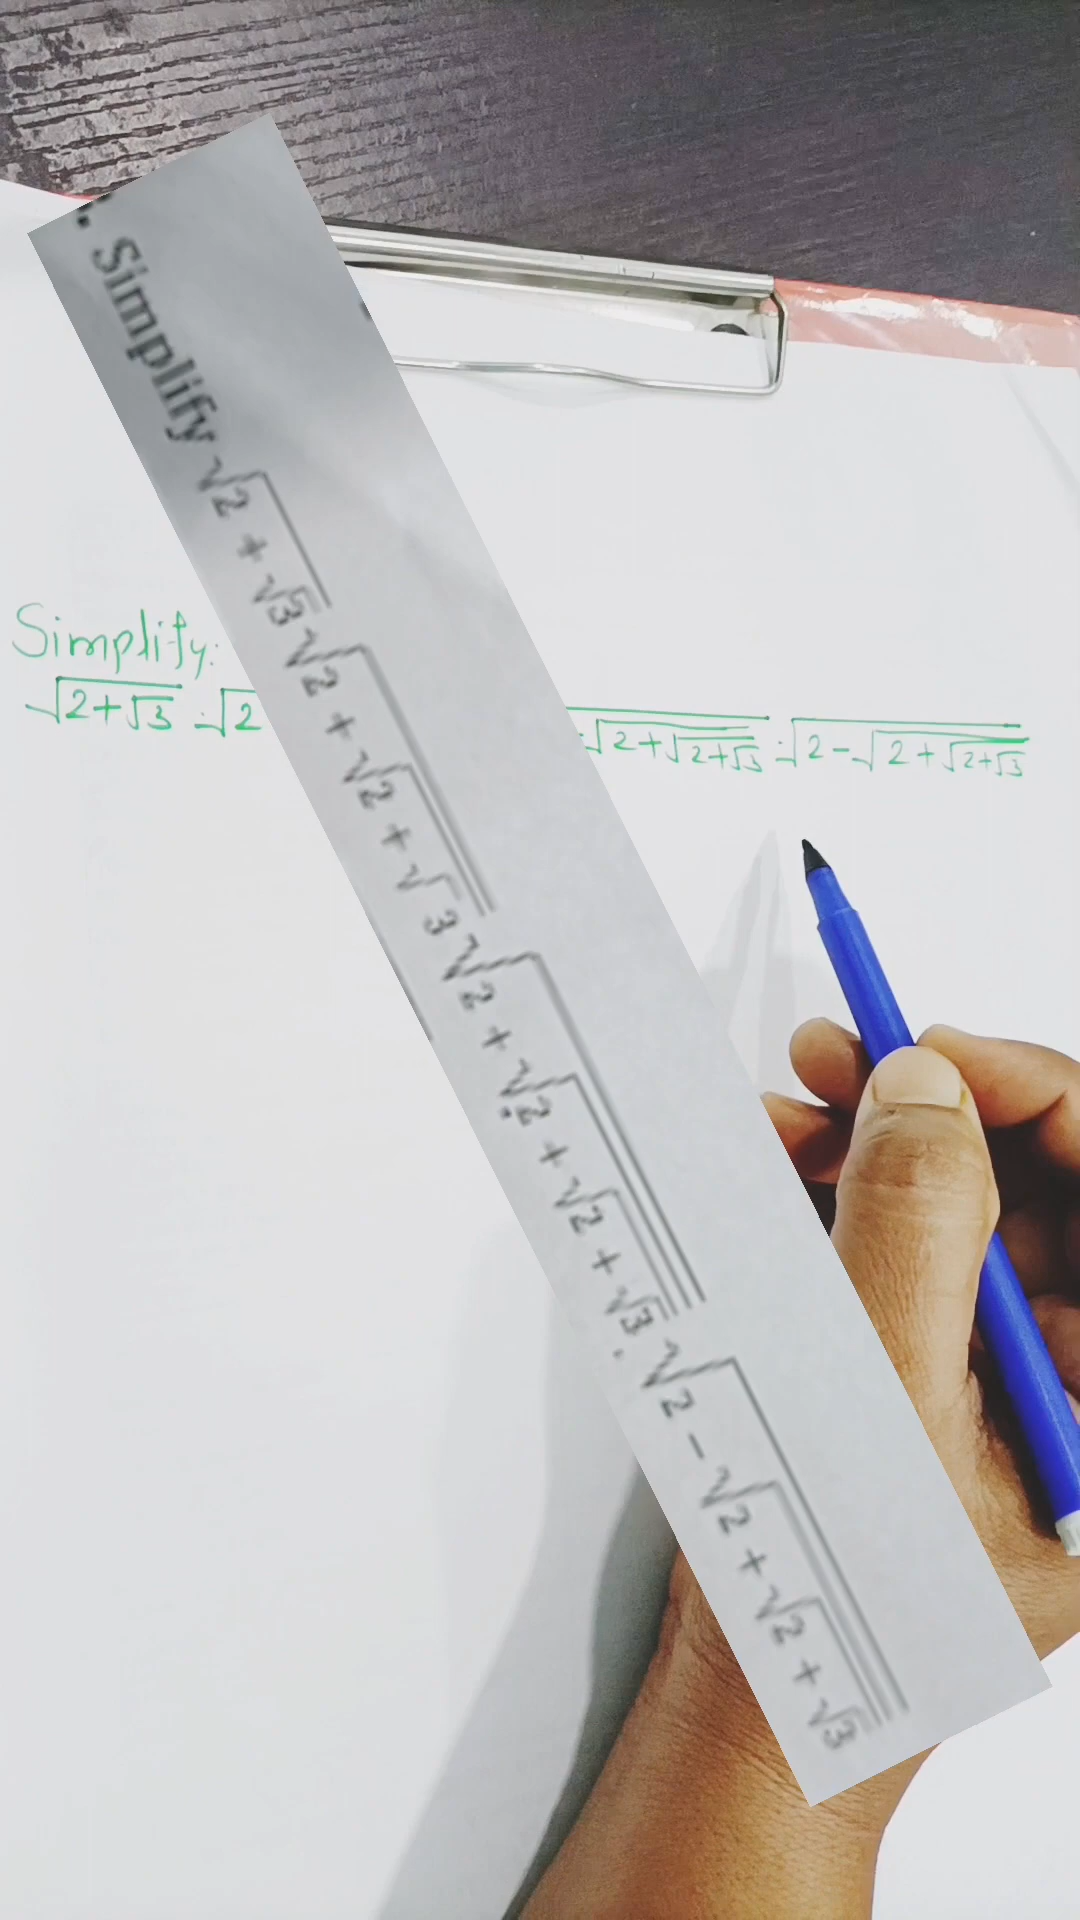 . Simplify √(2 + √3) √(2 + √(2 + √3)) √(2 + √(2 + √(2 + √3))) . √(2 − √(2 + √(2 + √3)))
Simplify:
√(2+√3) .√2 .√(2+√(2+√3)) .√(2−√(2+√(2+√3)))